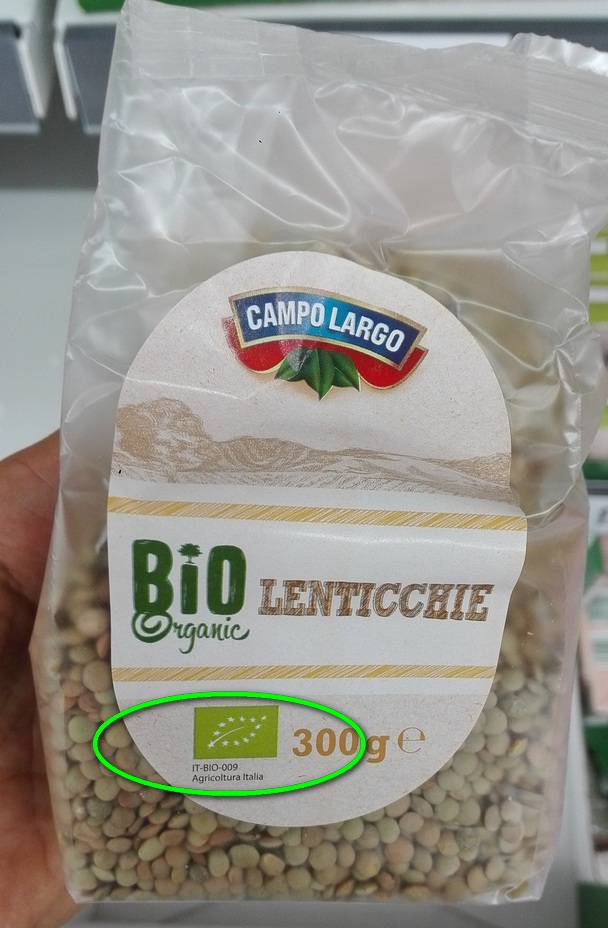 CAMPO LARGO
BiO
Organic
LENTICCHIE
300g ℮
IT-BIO-009
Agricoltura Italia